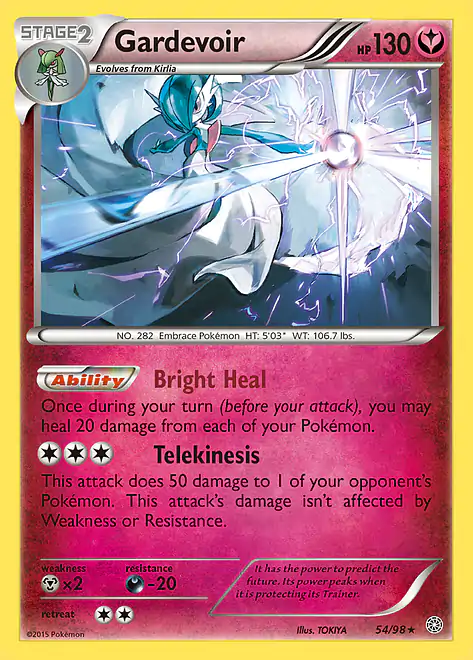 STAGE2
Gardevoir
HP 130
Evolves from Kirlia
NO. 282 Embrace Pokémon HT: 5'03" WT: 106.7 lbs.
Ability Bright Heal
Once during your turn (before your attack), you may
heal 20 damage from each of your Pokémon.
Telekinesis
This attack does 50 damage to 1 of your opponent's
Pokémon. This attack's damage isn't affected by
Weakness or Resistance.
weakness resistance
×2 -20
retreat
It has the power to predict the
future. Its power peaks when
it is protecting its Trainer.
©2015 Pokémon
Illus. TOKIYA 54/98★